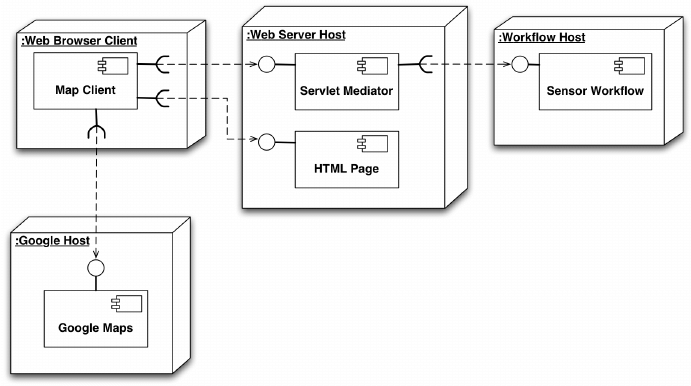 :Web Browser Client
Map Client
:Web Server Host
Servlet Mediator
HTML Page
:Workflow Host
Sensor Workflow
:Google Host
Google Maps